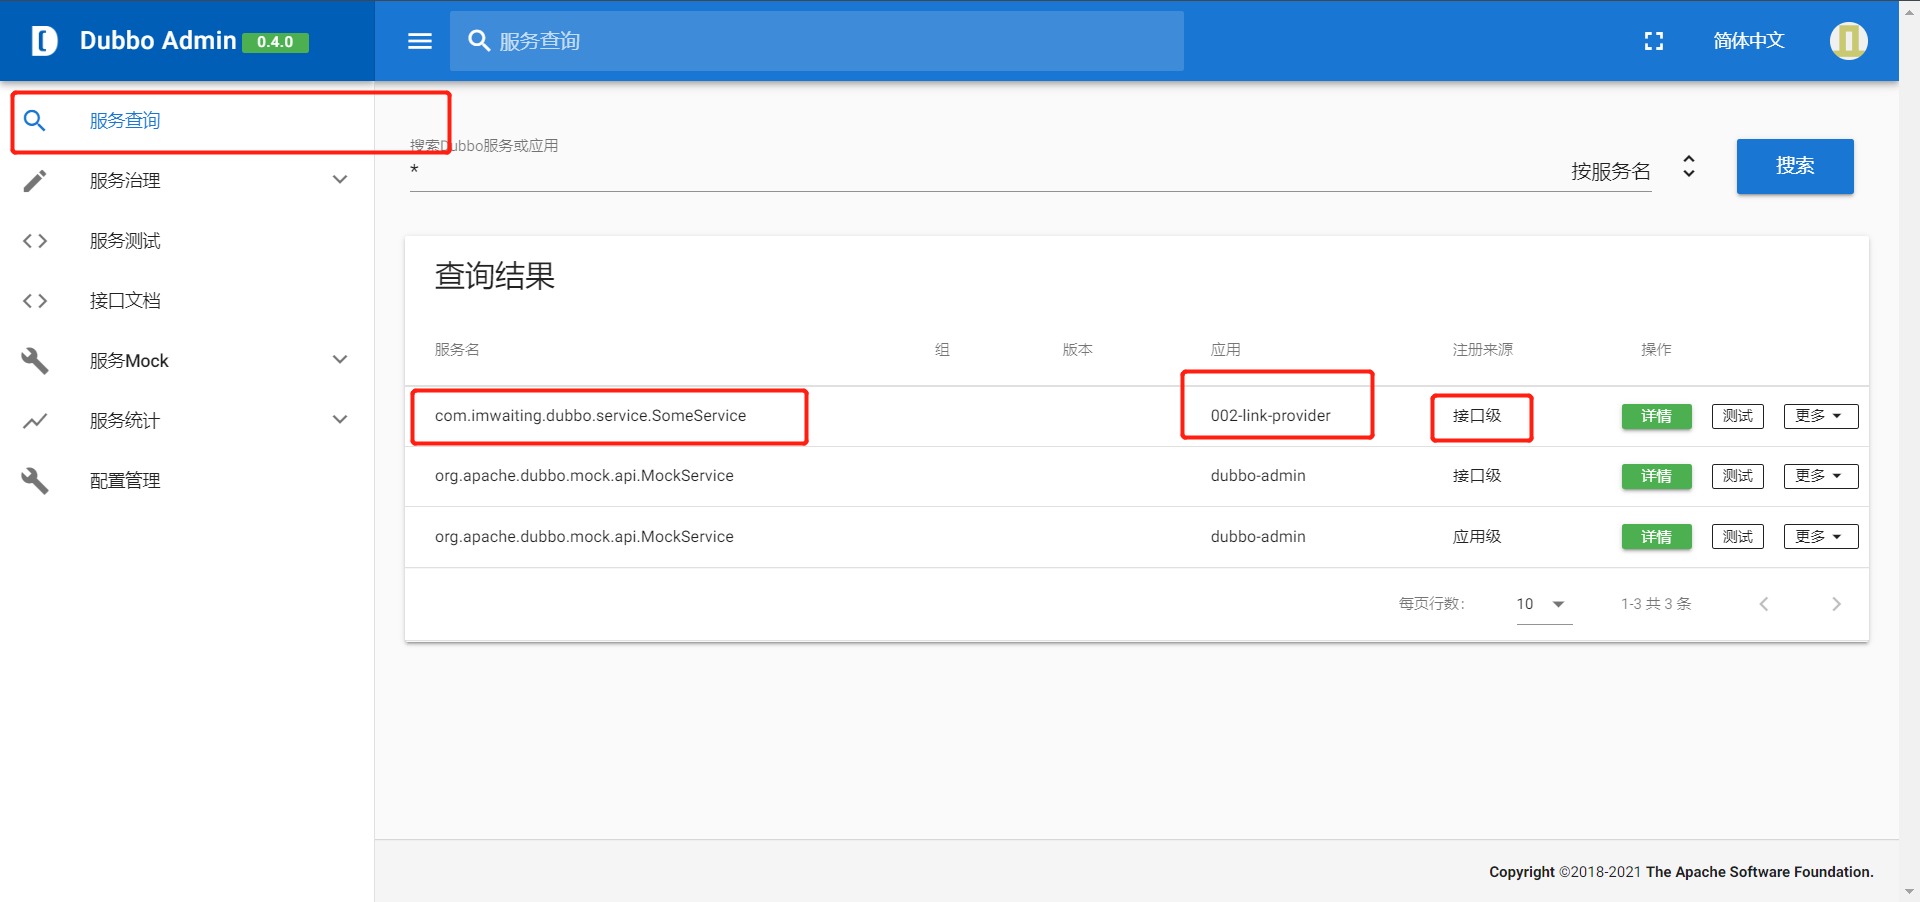 Dubbo Admin 0.4.0
服务查询
简体中文
服务查询
服务治理
服务测试
接口文档
服务Mock
服务统计
配置管理
搜索Dubbo服务或应用
*
按服务名
搜索
查询结果
服务名 组 版本 应用 注册来源 操作
com.imwaiting.dubbo.service.SomeService 002-link-provider 接口级 详情 测试 更多
org.apache.dubbo.mock.api.MockService dubbo-admin 接口级 详情 测试 更多
org.apache.dubbo.mock.api.MockService dubbo-admin 应用级 详情 测试 更多
每页行数: 10 1-3 共 3 条
Copyright ©2018-2021 The Apache Software Foundation.